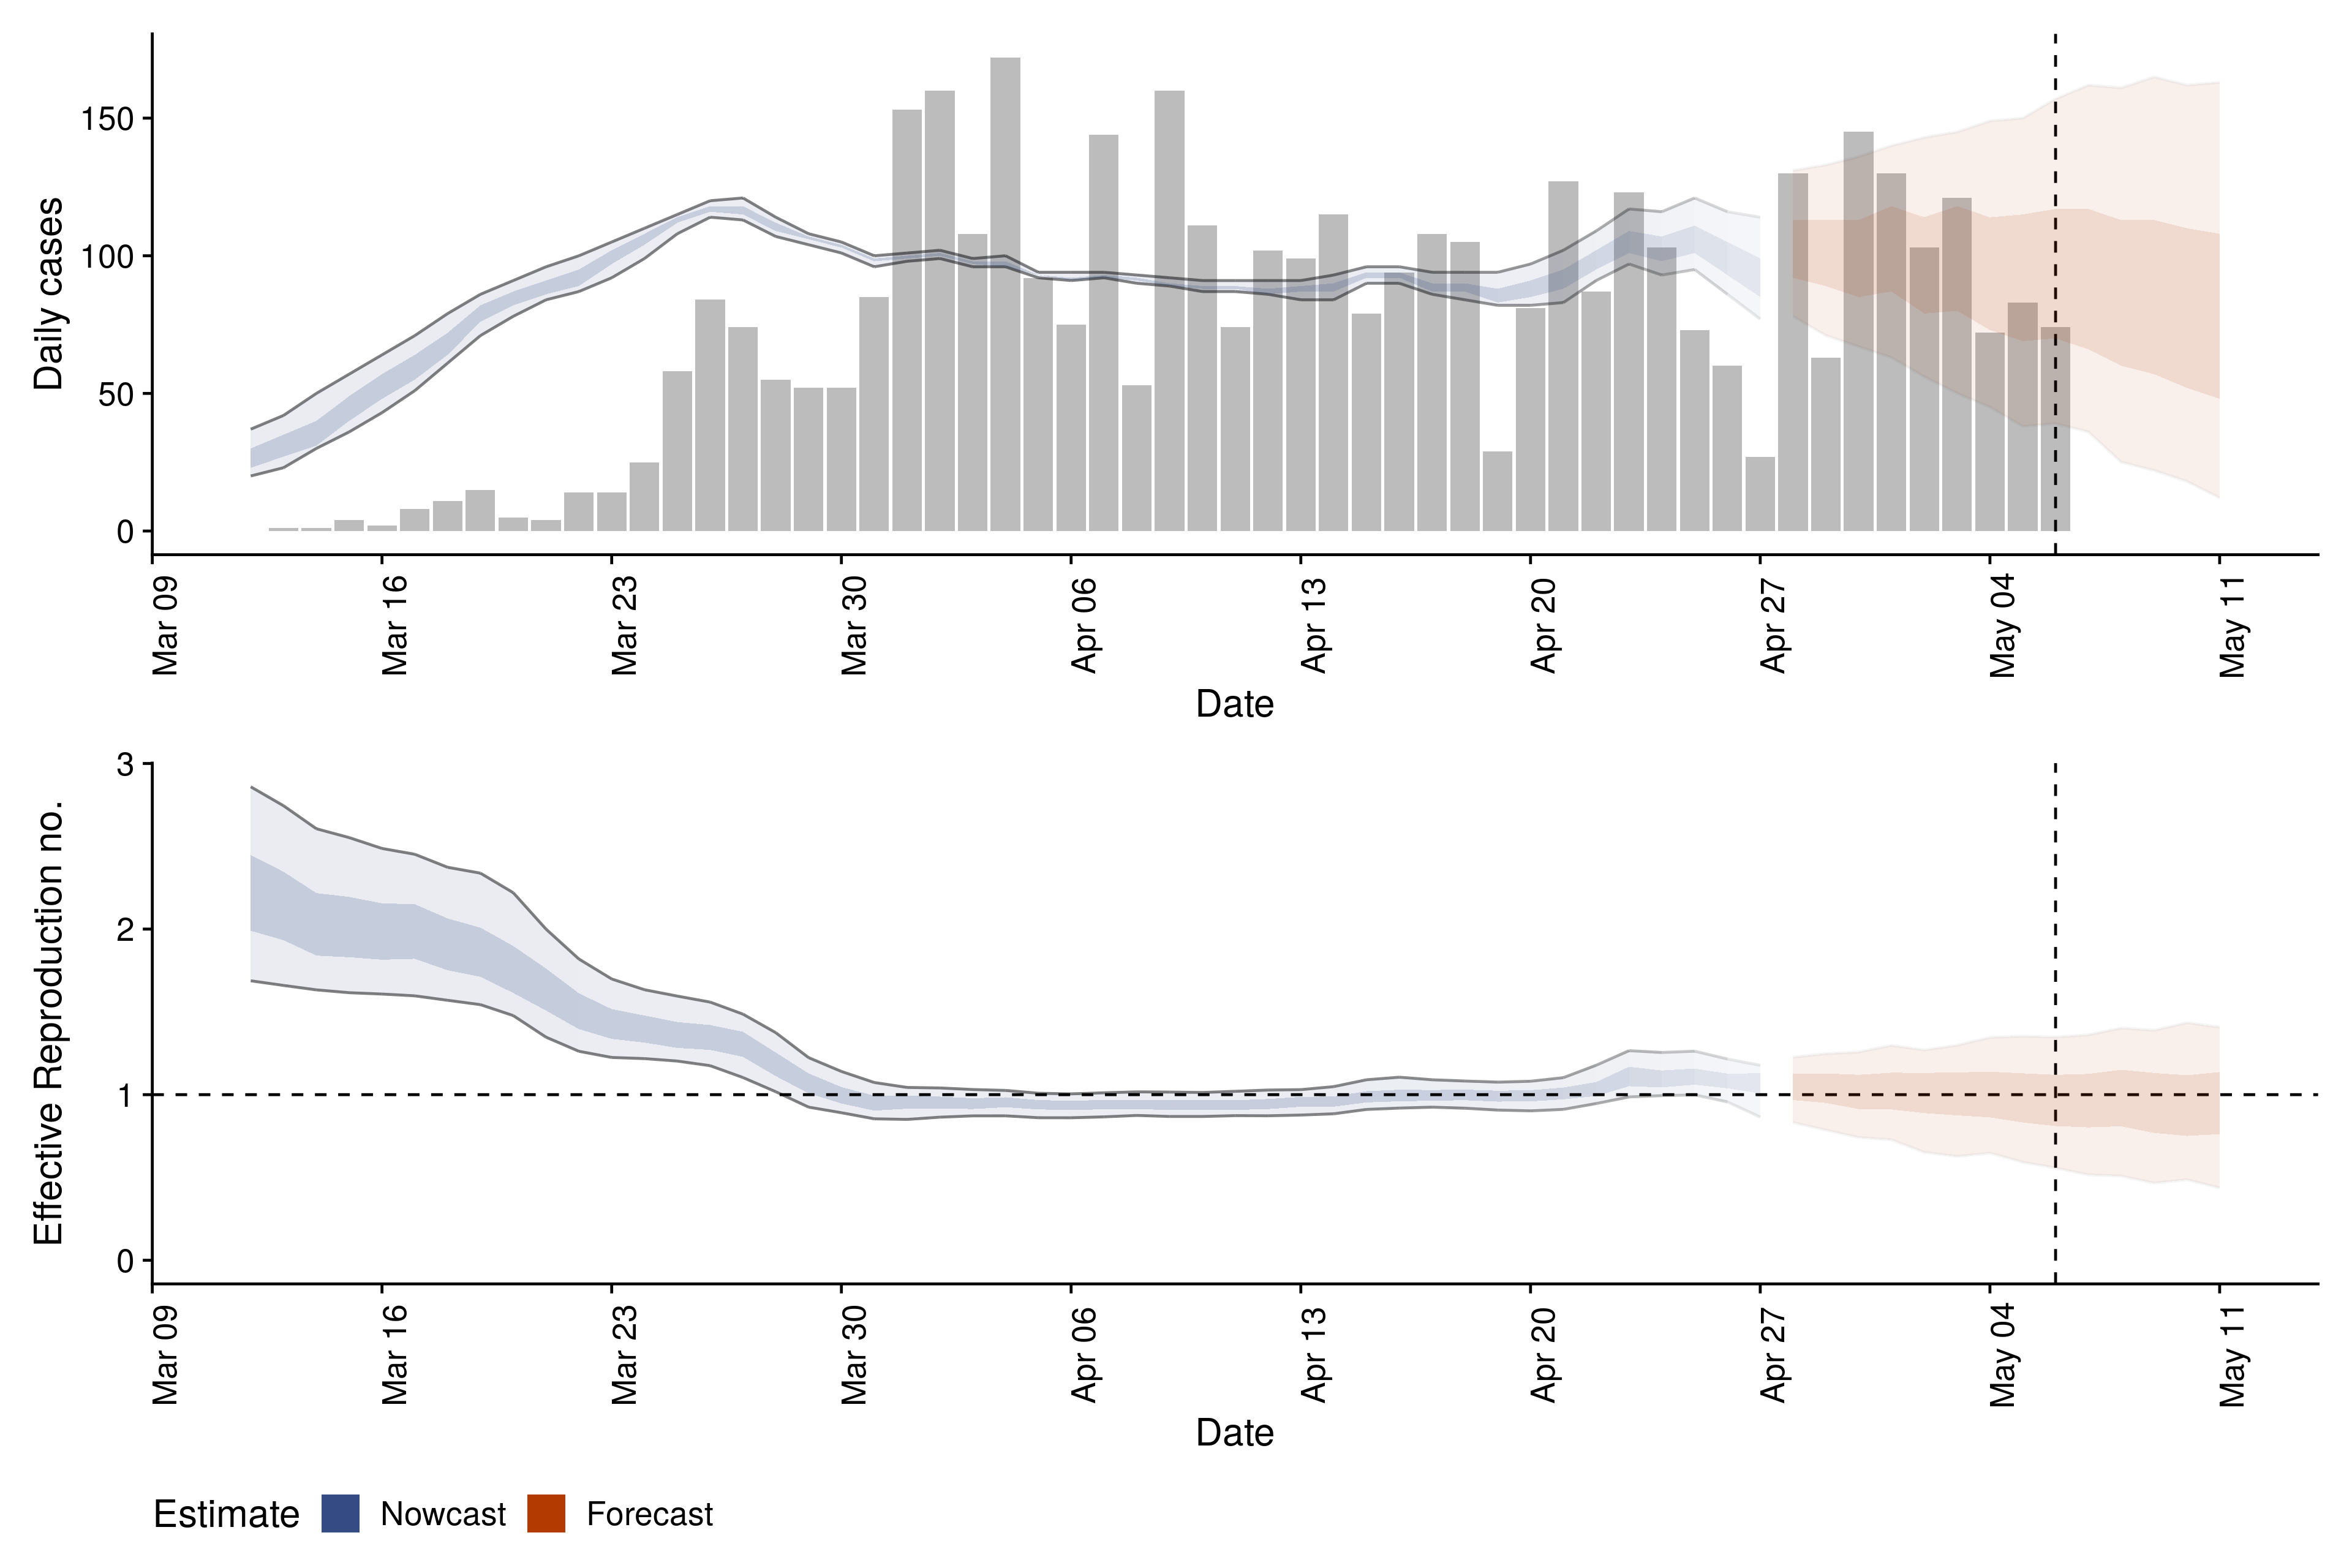 Daily cases
150
100
50
0
Mar 09
Mar 16
Mar 23
Mar 30
Apr 06
Apr 13
Apr 20
Apr 27
May 04
May 11
Date
Effective Reproduction no.
3
2
1
0
Mar 09
Mar 16
Mar 23
Mar 30
Apr 06
Apr 13
Apr 20
Apr 27
May 04
May 11
Date
Estimate Nowcast Forecast